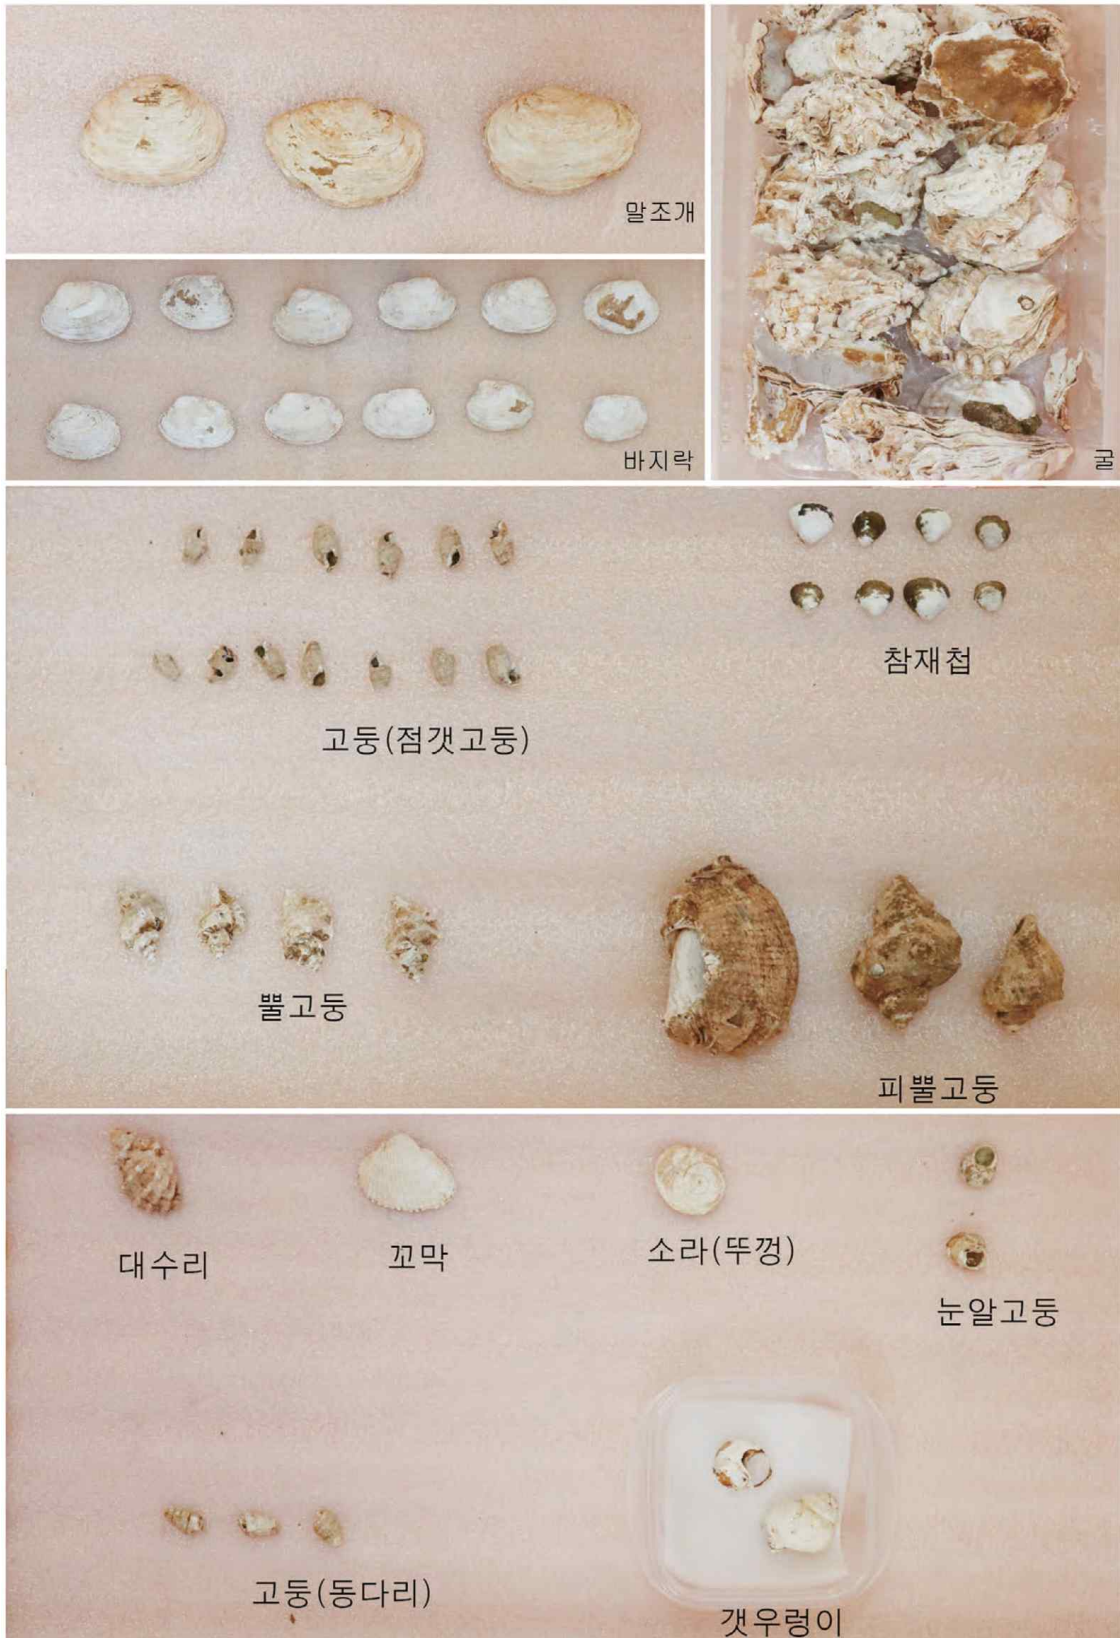 말조개
굴
바지락
참재첩
고둥(점갯고둥)
뿔고둥
피뿔고둥
대수리
꼬막
소라(뚜껑)
눈알고둥
고둥(동다리)
갯우렁이